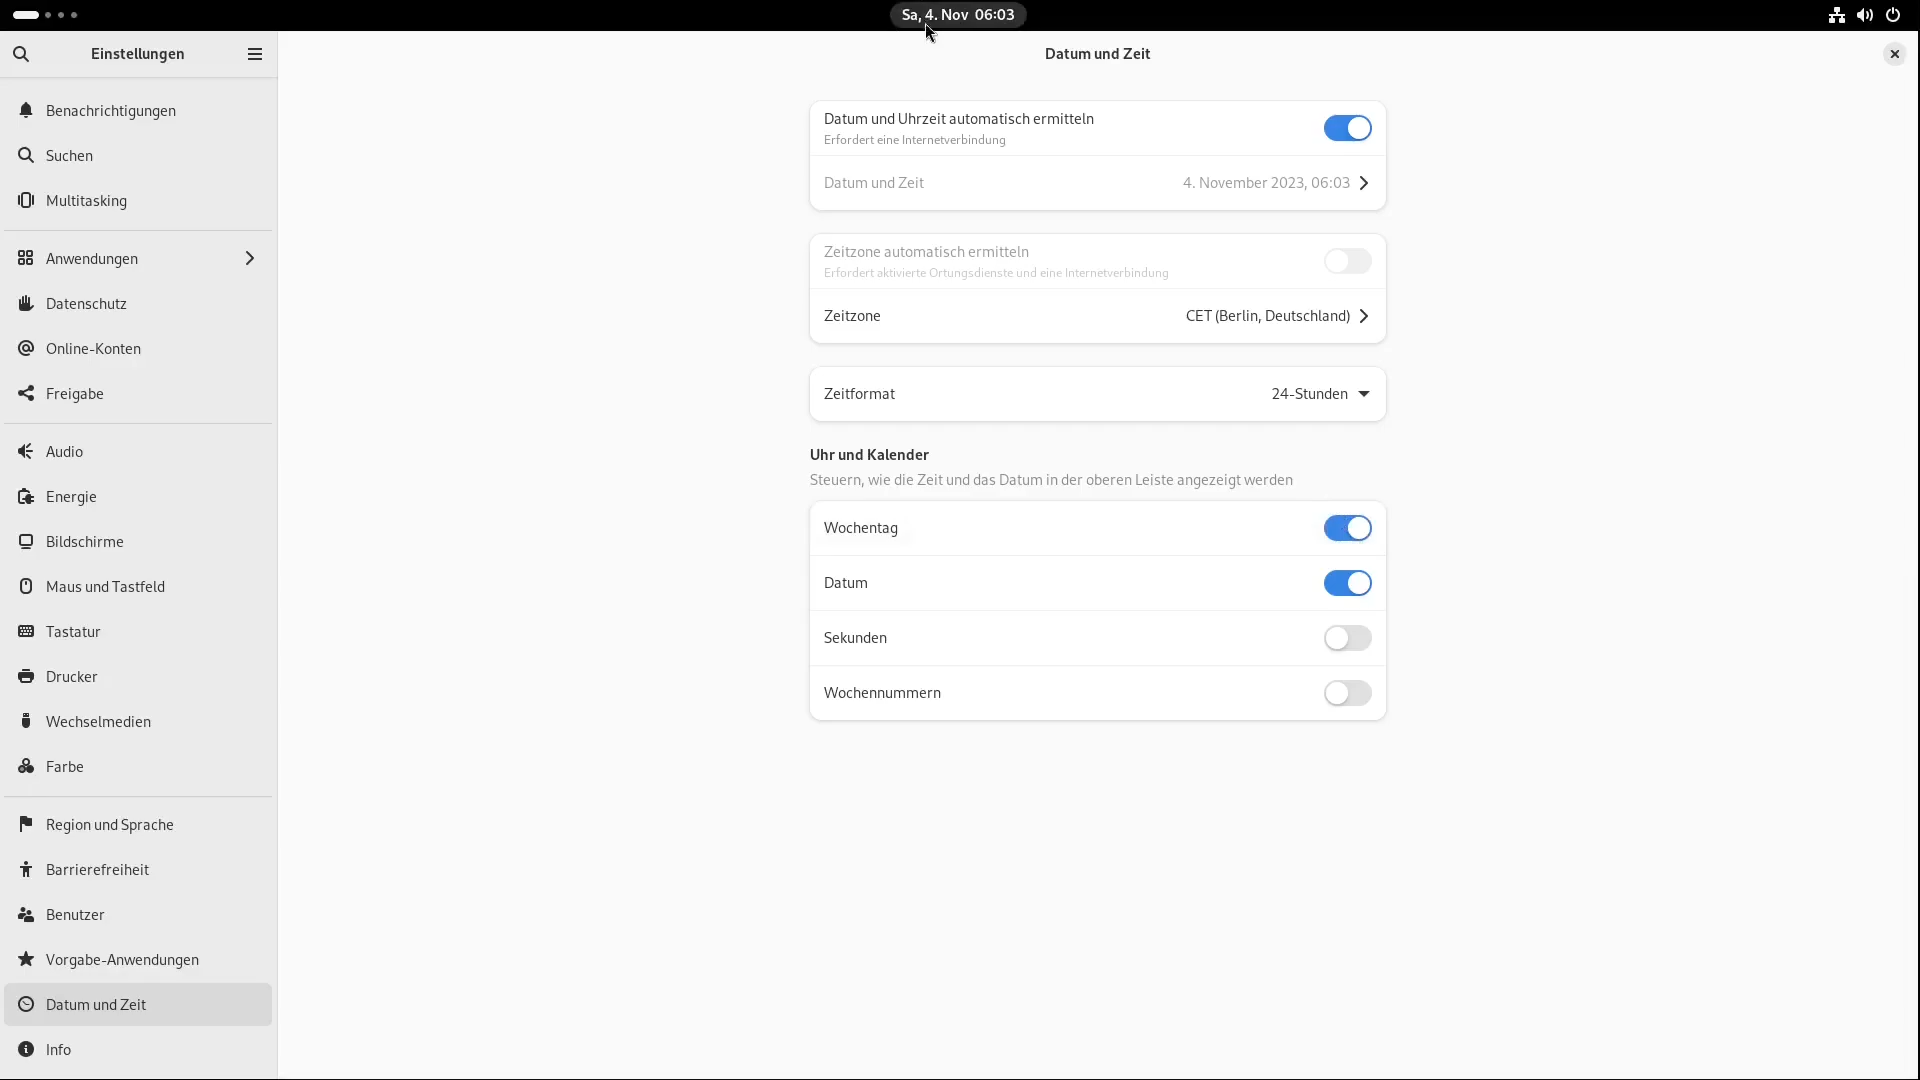 Sa, 4. Nov 06:03
Einstellungen
Benachrichtigungen
Suchen
Multitasking
Anwendungen
Datenschutz
Online-Konten
Freigabe
Audio
Energie
Bildschirme
Maus und Tastfeld
Tastatur
Drucker
Wechselmedien
Farbe
Region und Sprache
Barrierefreiheit
Benutzer
Vorgabe-Anwendungen
Datum und Zeit
Info
Datum und Zeit
Datum und Uhrzeit automatisch ermitteln
Erfordert eine Internetverbindung
Datum und Zeit 4. November 2023, 06:03
Zeitzone automatisch ermitteln
Erfordert aktivierte Ortungsdienste und eine Internetverbindung
Zeitzone CET (Berlin, Deutschland)
Zeitformat 24-Stunden
Uhr und Kalender
Steuern, wie die Zeit und das Datum in der oberen Leiste angezeigt werden
Wochentag
Datum
Sekunden
Wochennummern